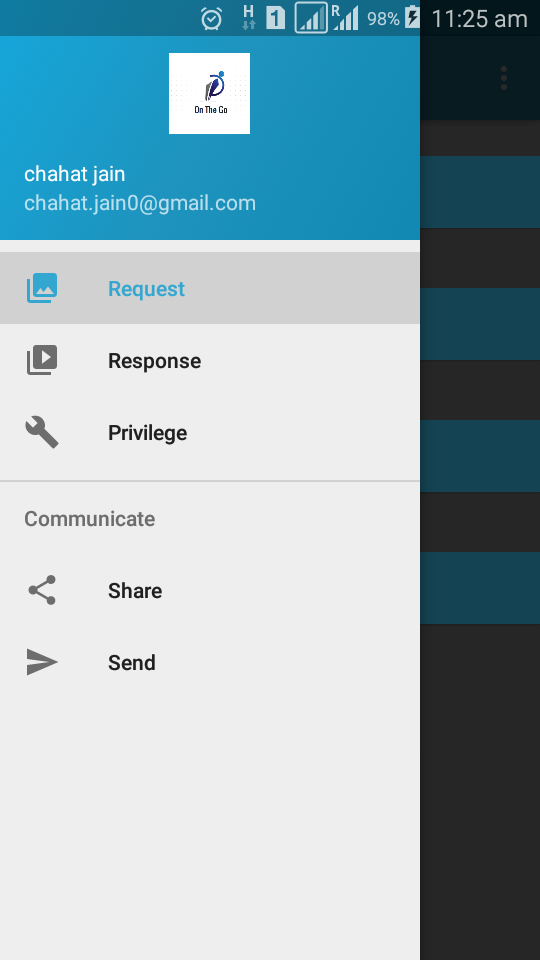 H 1 R 98% 11:25 am
On The Go
chahat jain
chahat.jain0@gmail.com
Request
Response
Privilege
Communicate
Share
Send